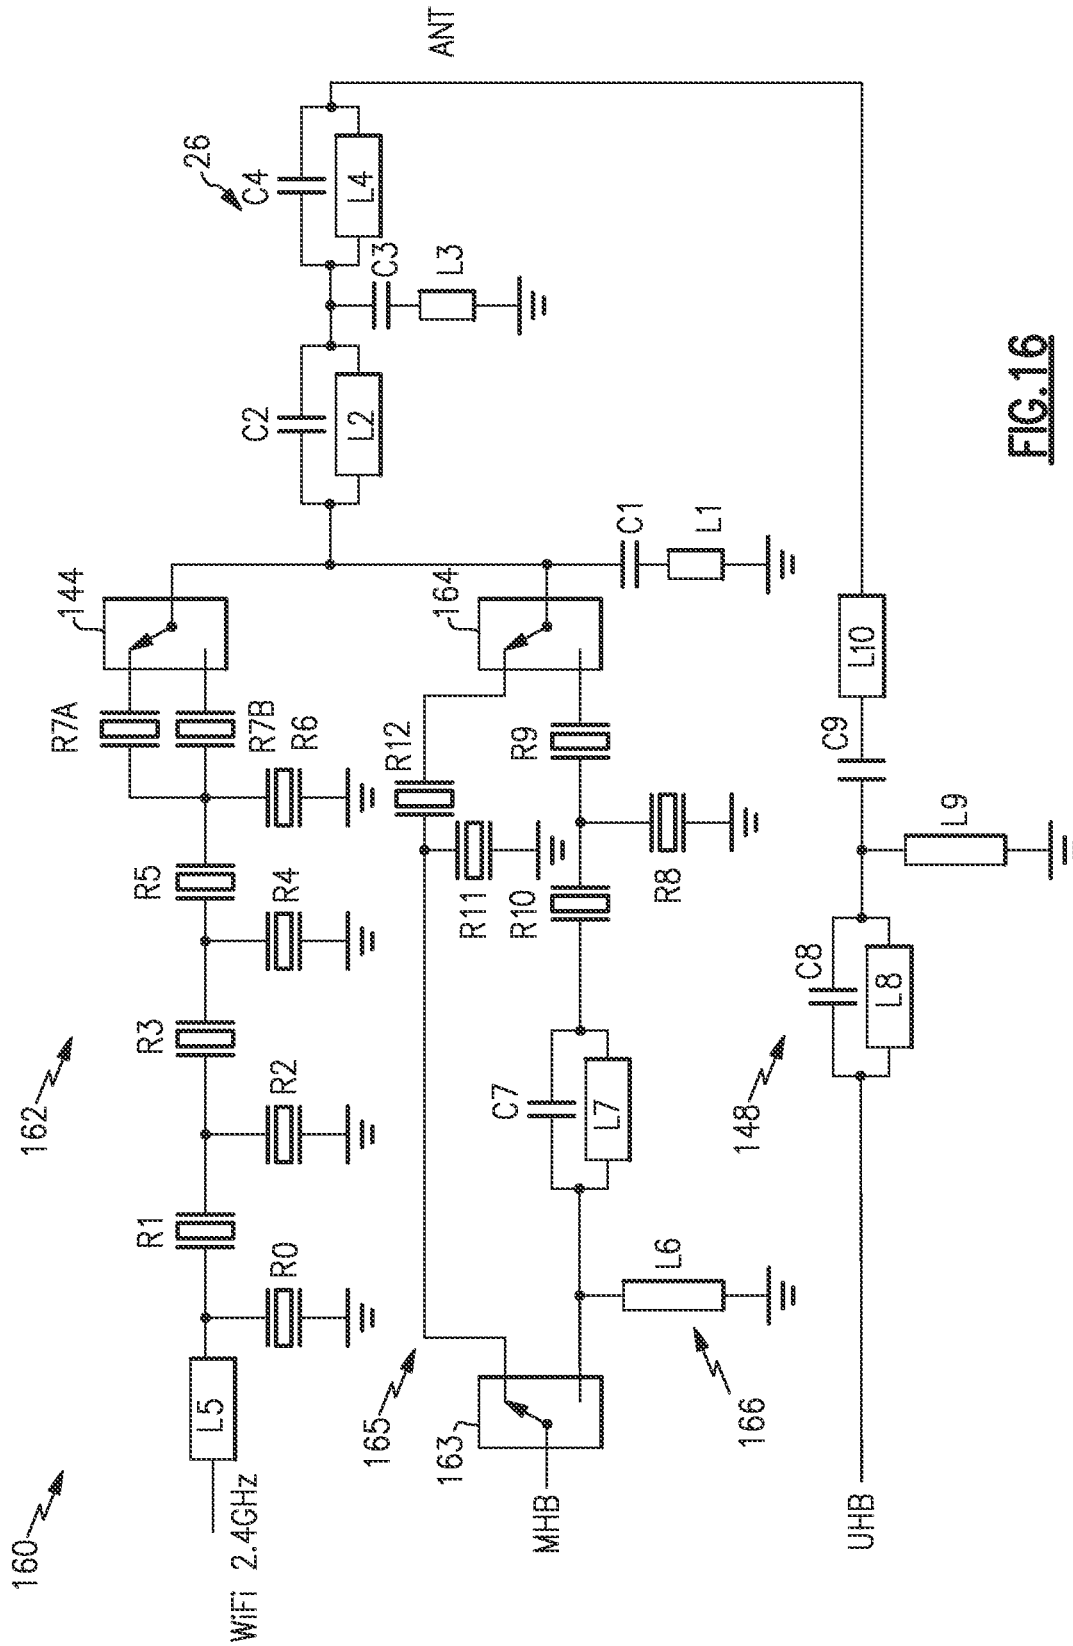 160
WiFi 2.4GHz
L5
162
R0
R1
R2
R3
R4
R5
R6
R7A
R7B
144
26
C2
L2
C3
L3
C4
L4
ANT
MHB
163
165
166
L6
C7
L7
R10
R11
R12
R9
R8
164
C1
L1
UHB
148
C8
L8
L9
C9
L10
FIG.16